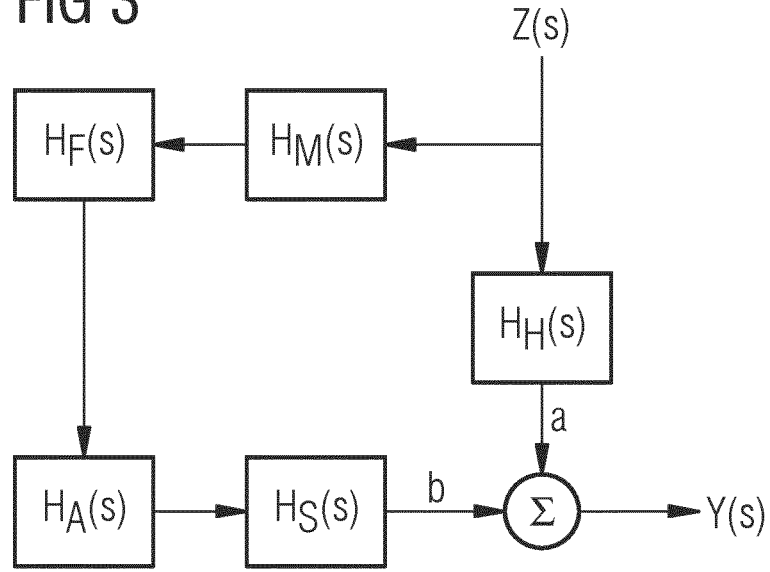 FIG 3
Z(s)
H_F(s)
H_M(s)
H_H(s)
a
H_A(s)
H_S(s)
b
Σ
Y(s)